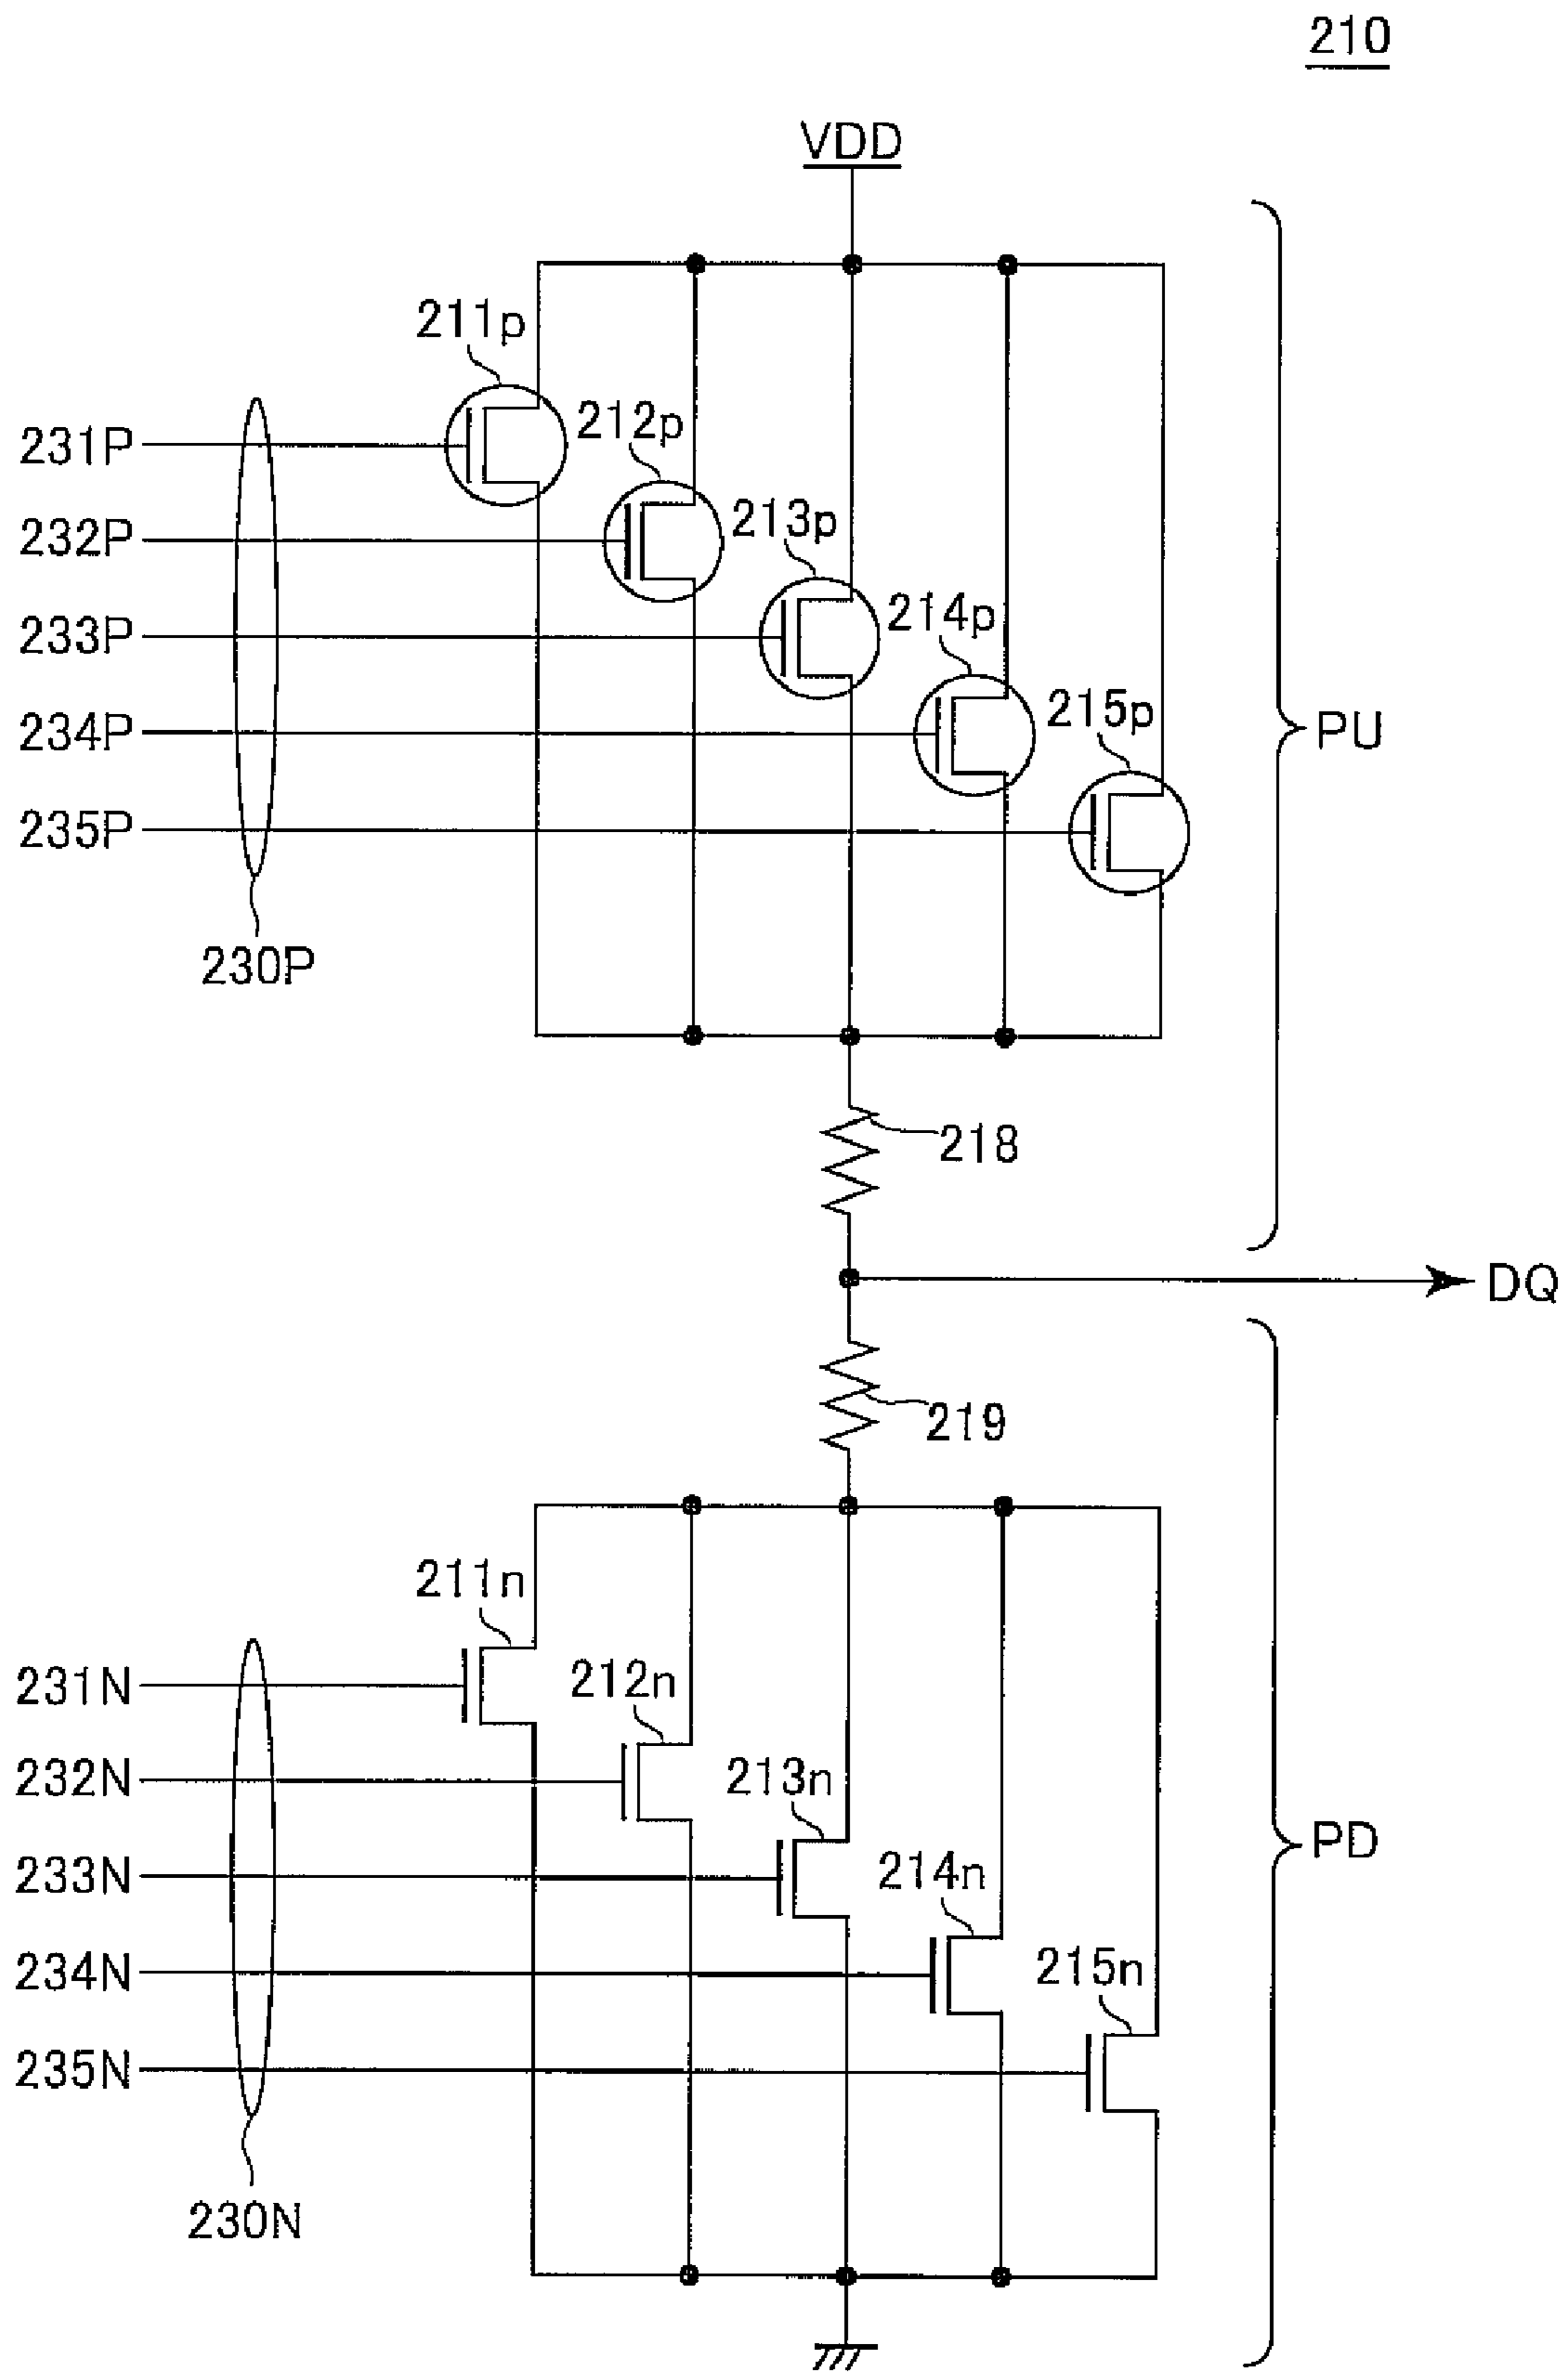 210
VDD
211p
212p
231P
213p
232P
214p
233P
215p
234P
PU
235P
230P
218
DQ
219
211n
212n
231N
213n
232N
PD
214n
233N
215n
234N
235N
230N